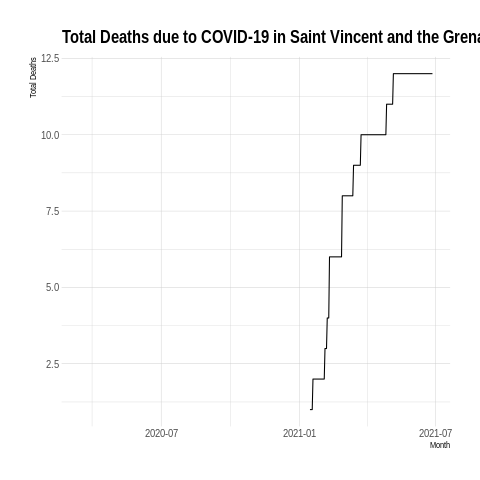 Total Deaths due to COVID-19 in Saint Vincent and the Grena
Total Deaths
12.5
10.0
7.5
5.0
2.5
2020-07 2021-01 2021-07
Month